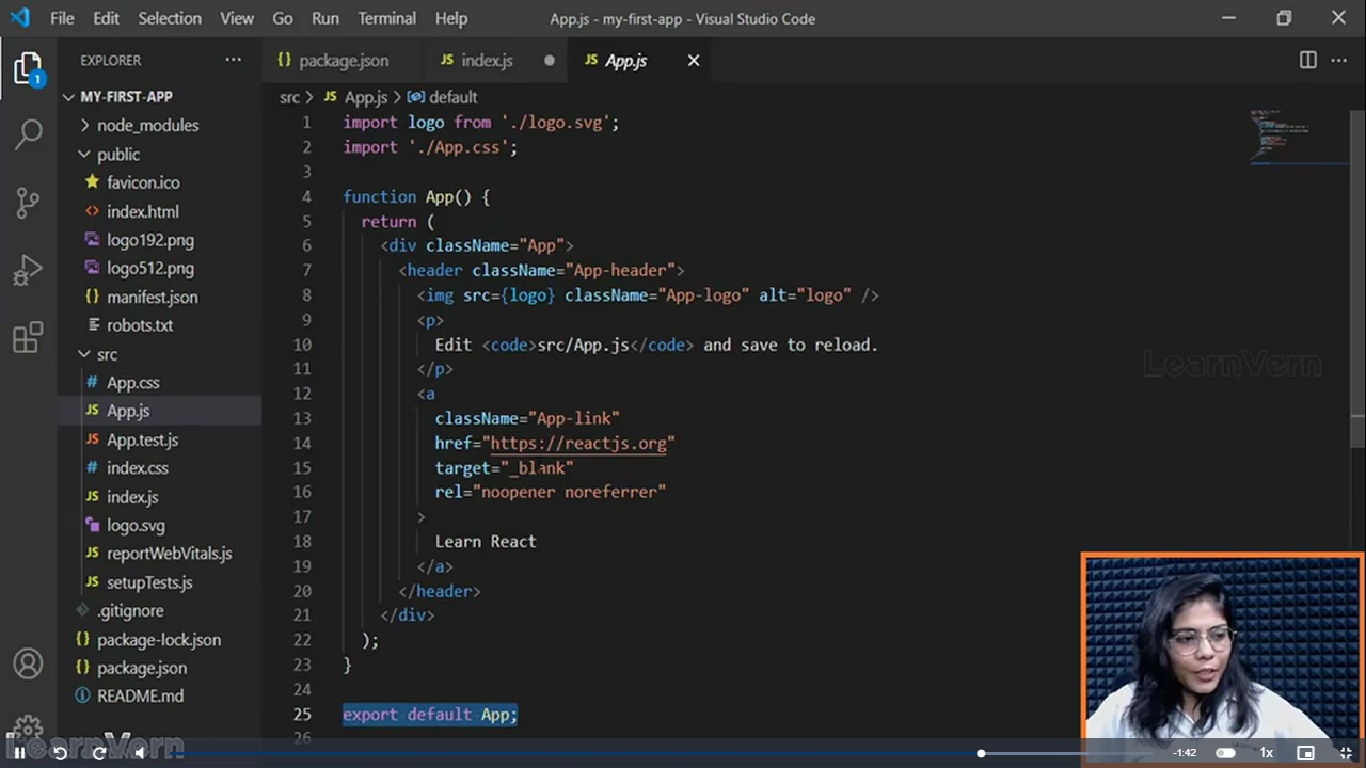 File Edit Selection View Go Run Terminal Help App.js - my-first-app - Visual Studio Code
EXPLORER
{} package.json
JS index.js
JS App.js
1
MY-FIRST-APP
node_modules
public
favicon.ico
<> index.html
logo192.png
logo512.png
{} manifest.json
robots.txt
src
# App.css
JS App.js
JS App.test.js
# index.css
JS index.js
logo.svg
JS reportWebVitals.js
JS setupTests.js
.gitignore
{} package-lock.json
{} package.json
README.md
src > JS App.js > default
1 import logo from './logo.svg';
2 import './App.css';
3
4 function App() {
5 return (
6 <div className="App">
7 <header className="App-header">
8 <img src={logo} className="App-logo" alt="logo" />
9 <p>
10 Edit <code>src/App.js</code> and save to reload.
11 </p>
12 <a
13 className="App-link"
14 href="https://reactjs.org"
15 target="_blank"
16 rel="noopener noreferrer"
17 >
18 Learn React
19 </a>
20 </header>
21 </div>
22 );
23 }
24
25 export default App;
26
LearnVern
LearnVern
-1:42 1x